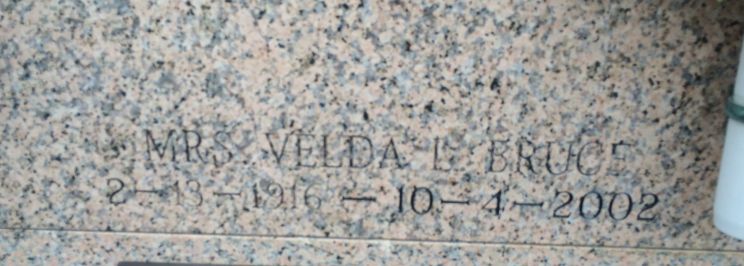 MRS. VELDA L. BRUCE
2-13-1916 - 10-4-2002